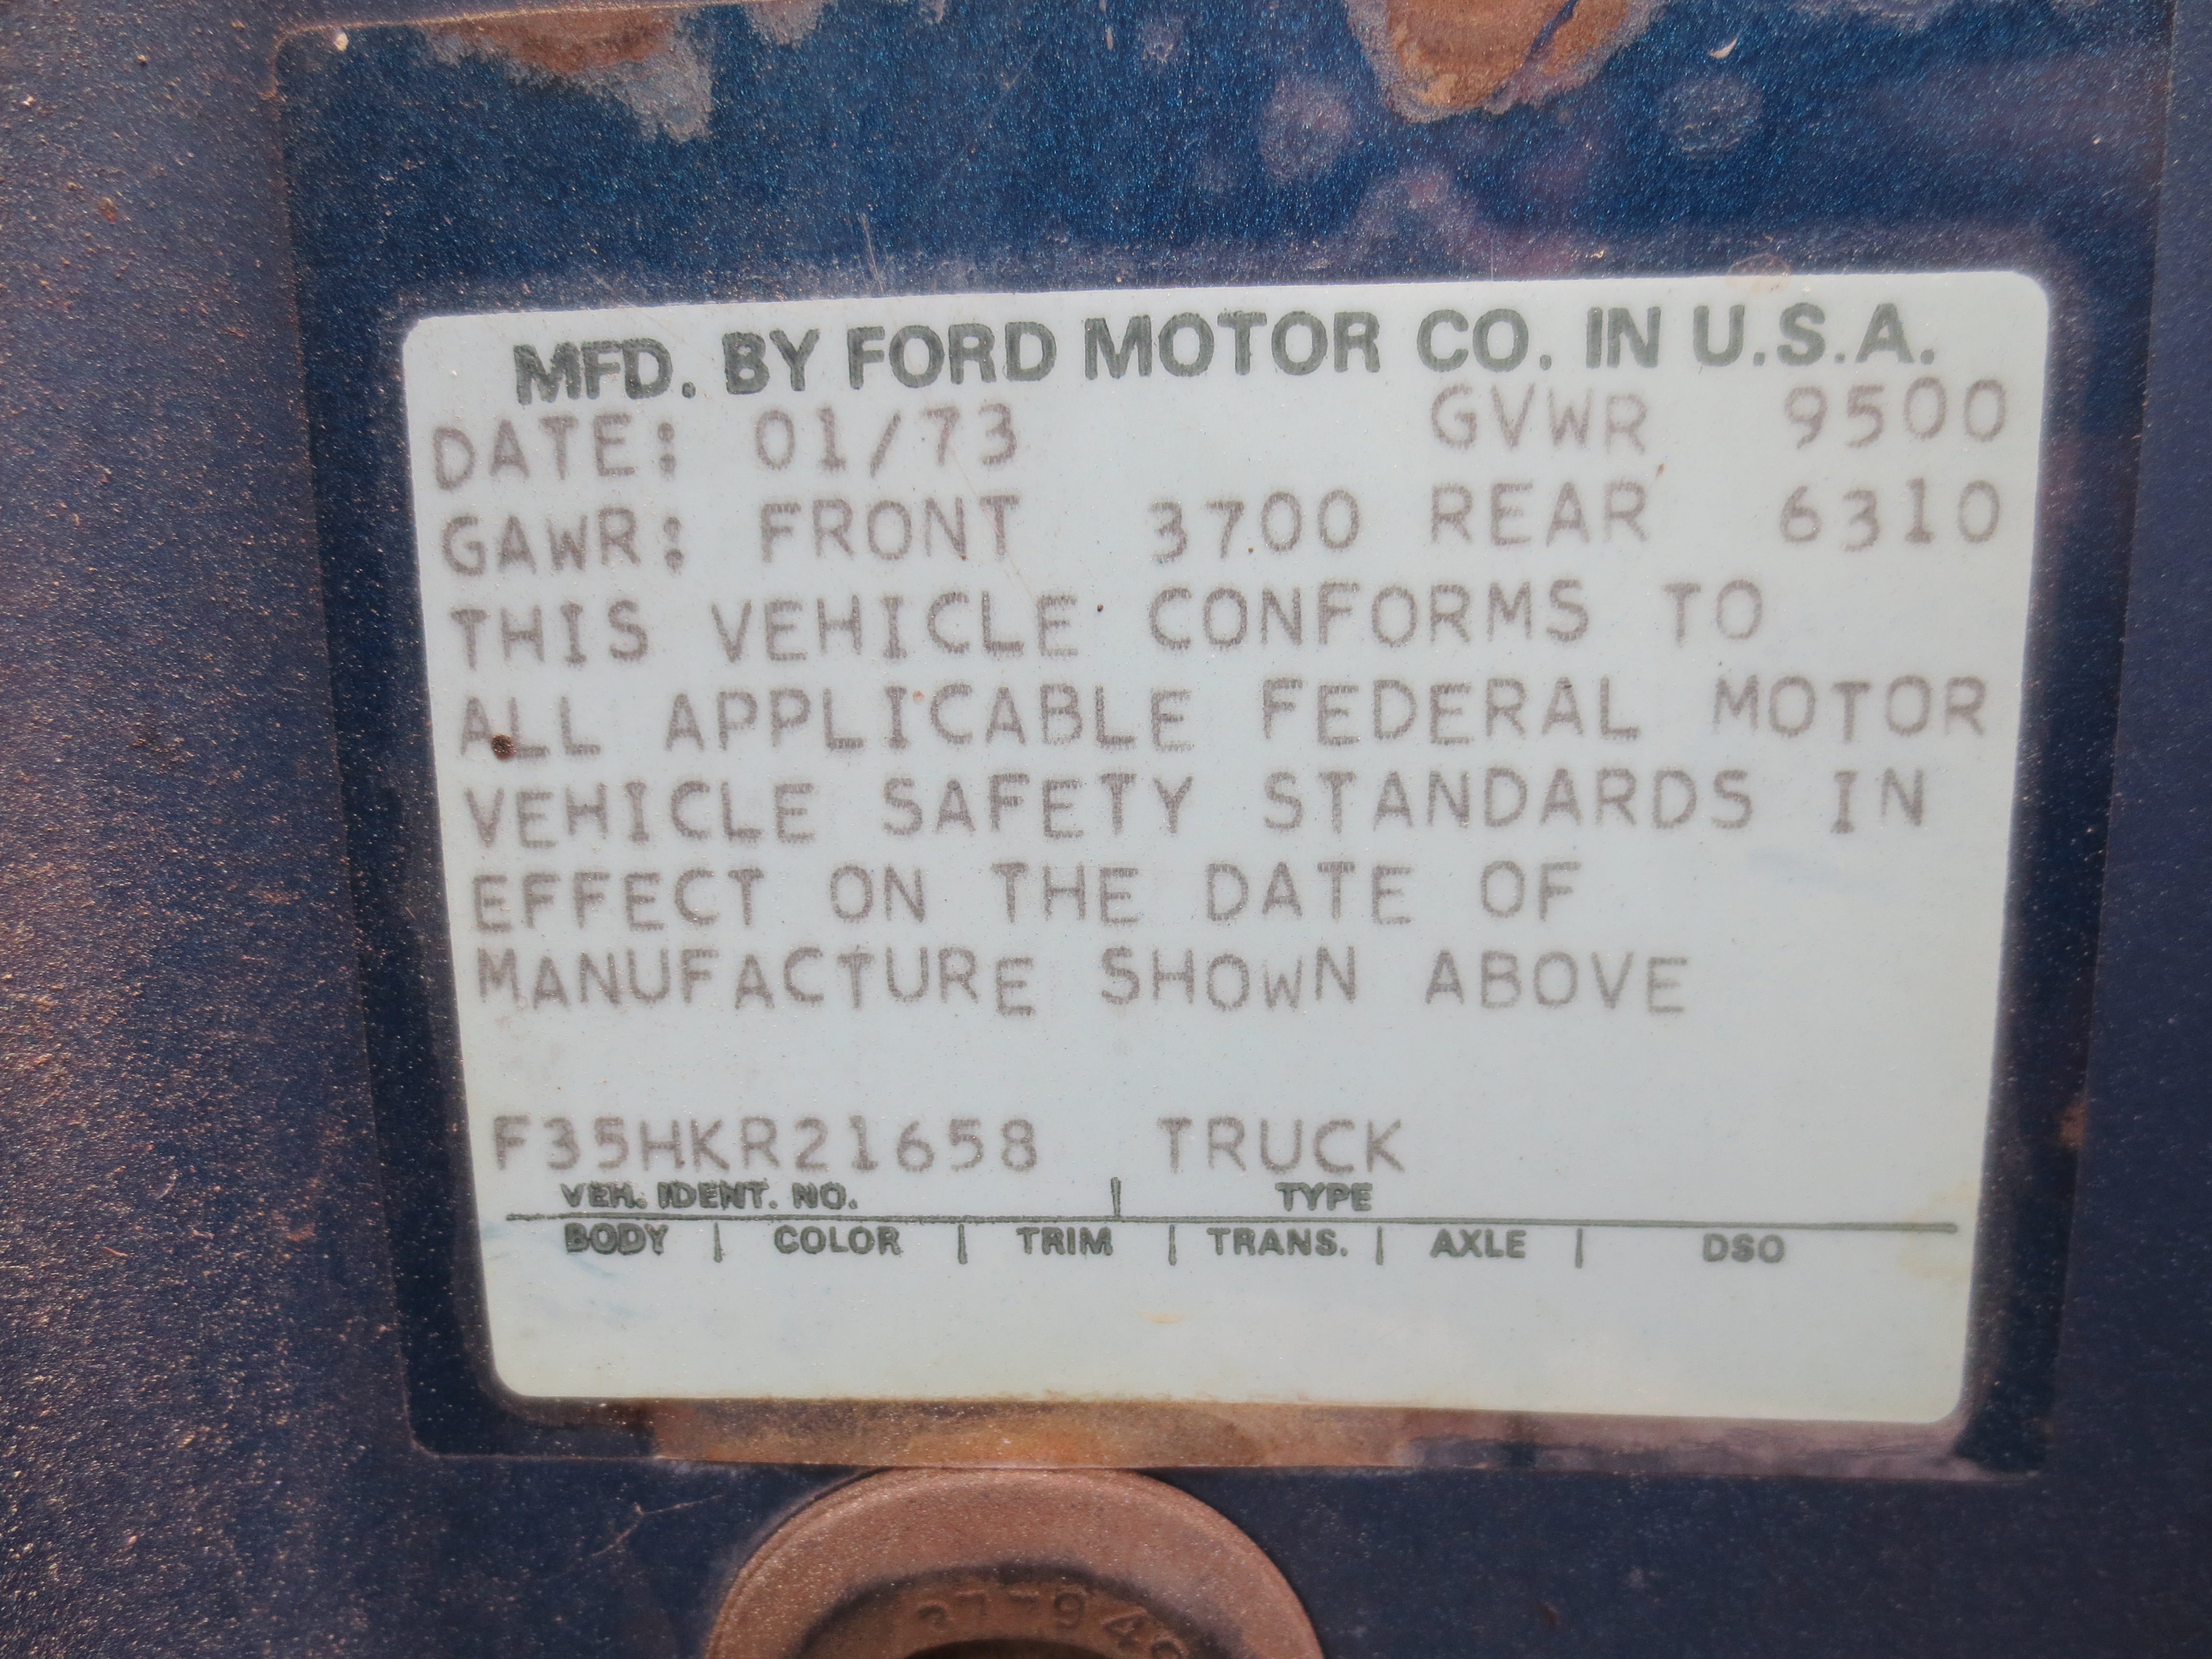 MFD. BY FORD MOTOR CO. IN U.S.A.
DATE: 01/73 GVWR 9500
GAWR: FRONT 3700 REAR 6310
THIS VEHICLE CONFORMS TO
ALL APPLICABLE FEDERAL MOTOR
VEHICLE SAFETY STANDARDS IN
EFFECT ON THE DATE OF
MANUFACTURE SHOWN ABOVE
F35HKR21658 TRUCK
VEH. IDENT. NO. | TYPE
BODY | COLOR | TRIM | TRANS. | AXLE | DSO